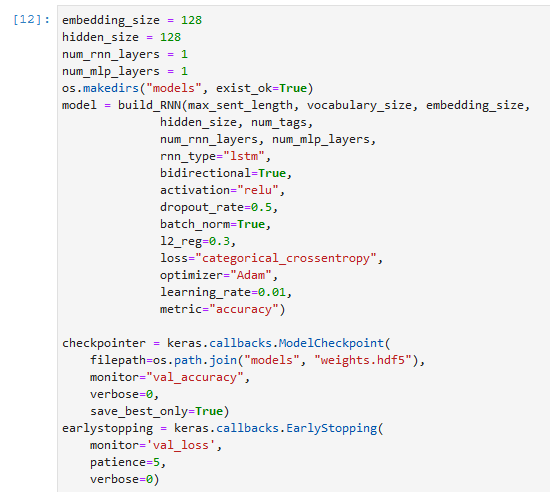 [12]: embedding_size = 128
hidden_size = 128
num_rnn_layers = 1
num_mlp_layers = 1
os.makedirs("models", exist_ok=True)
model = build_RNN(max_sent_length, vocabulary_size, embedding_size,
              hidden_size, num_tags,
              num_rnn_layers, num_mlp_layers,
              rnn_type="lstm",
              bidirectional=True,
              activation="relu",
              dropout_rate=0.5,
              batch_norm=True,
              l2_reg=0.3,
              loss="categorical_crossentropy",
              optimizer="Adam",
              learning_rate=0.01,
              metric="accuracy")

checkpointer = keras.callbacks.ModelCheckpoint(
    filepath=os.path.join("models", "weights.hdf5"),
    monitor="val_accuracy",
    verbose=0,
    save_best_only=True)
earlystopping = keras.callbacks.EarlyStopping(
    monitor='val_loss',
    patience=5,
    verbose=0)